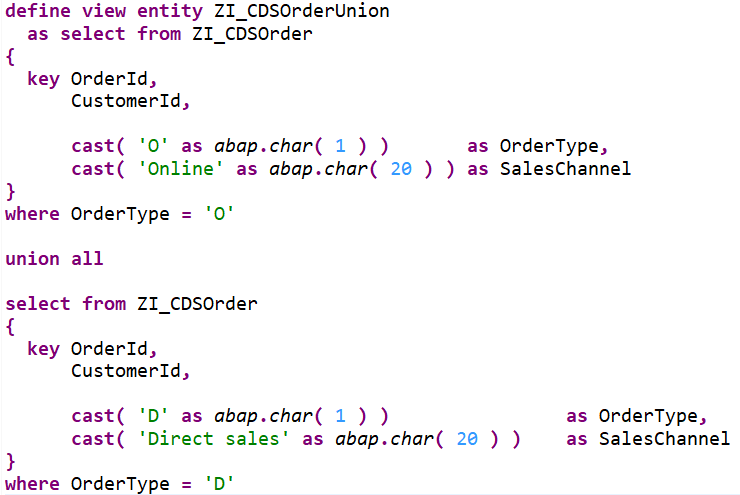 define view entity ZI_CDSOrderUnion
  as select from ZI_CDSOrder
{
  key OrderId,
      CustomerId,

      cast( 'O' as abap.char( 1 ) )       as OrderType,
      cast( 'Online' as abap.char( 20 ) ) as SalesChannel
}
where OrderType = 'O'

union all

select from ZI_CDSOrder
{
  key OrderId,
      CustomerId,

      cast( 'D' as abap.char( 1 ) )                as OrderType,
      cast( 'Direct sales' as abap.char( 20 ) )    as SalesChannel
}
where OrderType = 'D'